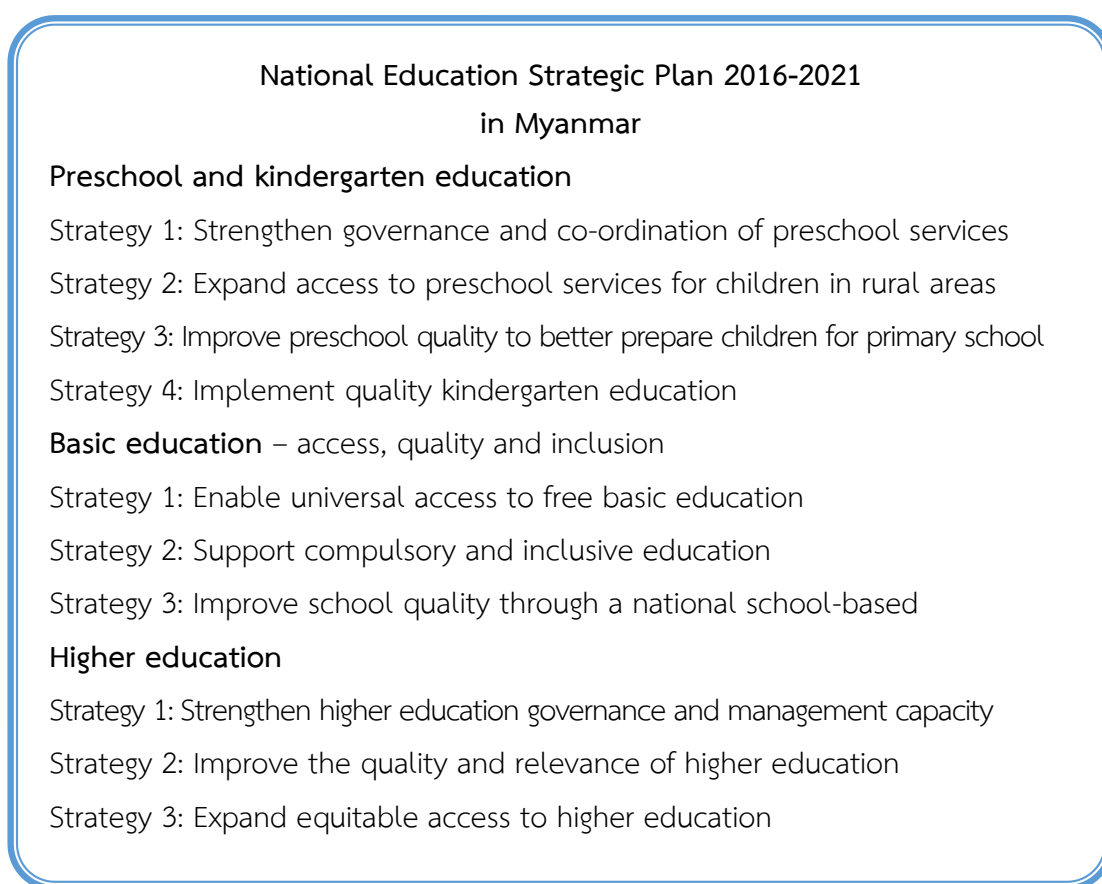 National Education Strategic Plan 2016-2021
in Myanmar
Preschool and kindergarten education
Strategy 1: Strengthen governance and co-ordination of preschool services
Strategy 2: Expand access to preschool services for children in rural areas
Strategy 3: Improve preschool quality to better prepare children for primary school
Strategy 4: Implement quality kindergarten education
Basic education – access, quality and inclusion
Strategy 1: Enable universal access to free basic education
Strategy 2: Support compulsory and inclusive education
Strategy 3: Improve school quality through a national school-based
Higher education
Strategy 1: Strengthen higher education governance and management capacity
Strategy 2: Improve the quality and relevance of higher education
Strategy 3: Expand equitable access to higher education